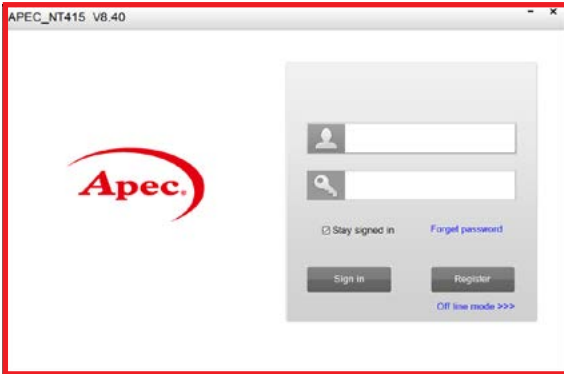 APEC_NT415 V8.40
Apec.
Stay signed in
Forget password
Sign in
Register
Off line mode >>>